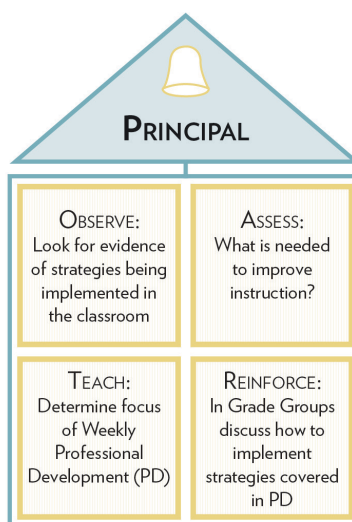 PRINCIPAL
OBSERVE:
Look for evidence
of strategies being
implemented in
the classroom
ASSESS:
What is needed
to improve
instruction?
TEACH:
Determine focus
of Weekly
Professional
Development (PD)
REINFORCE:
In Grade Groups
discuss how to
implement
strategies covered
in PD